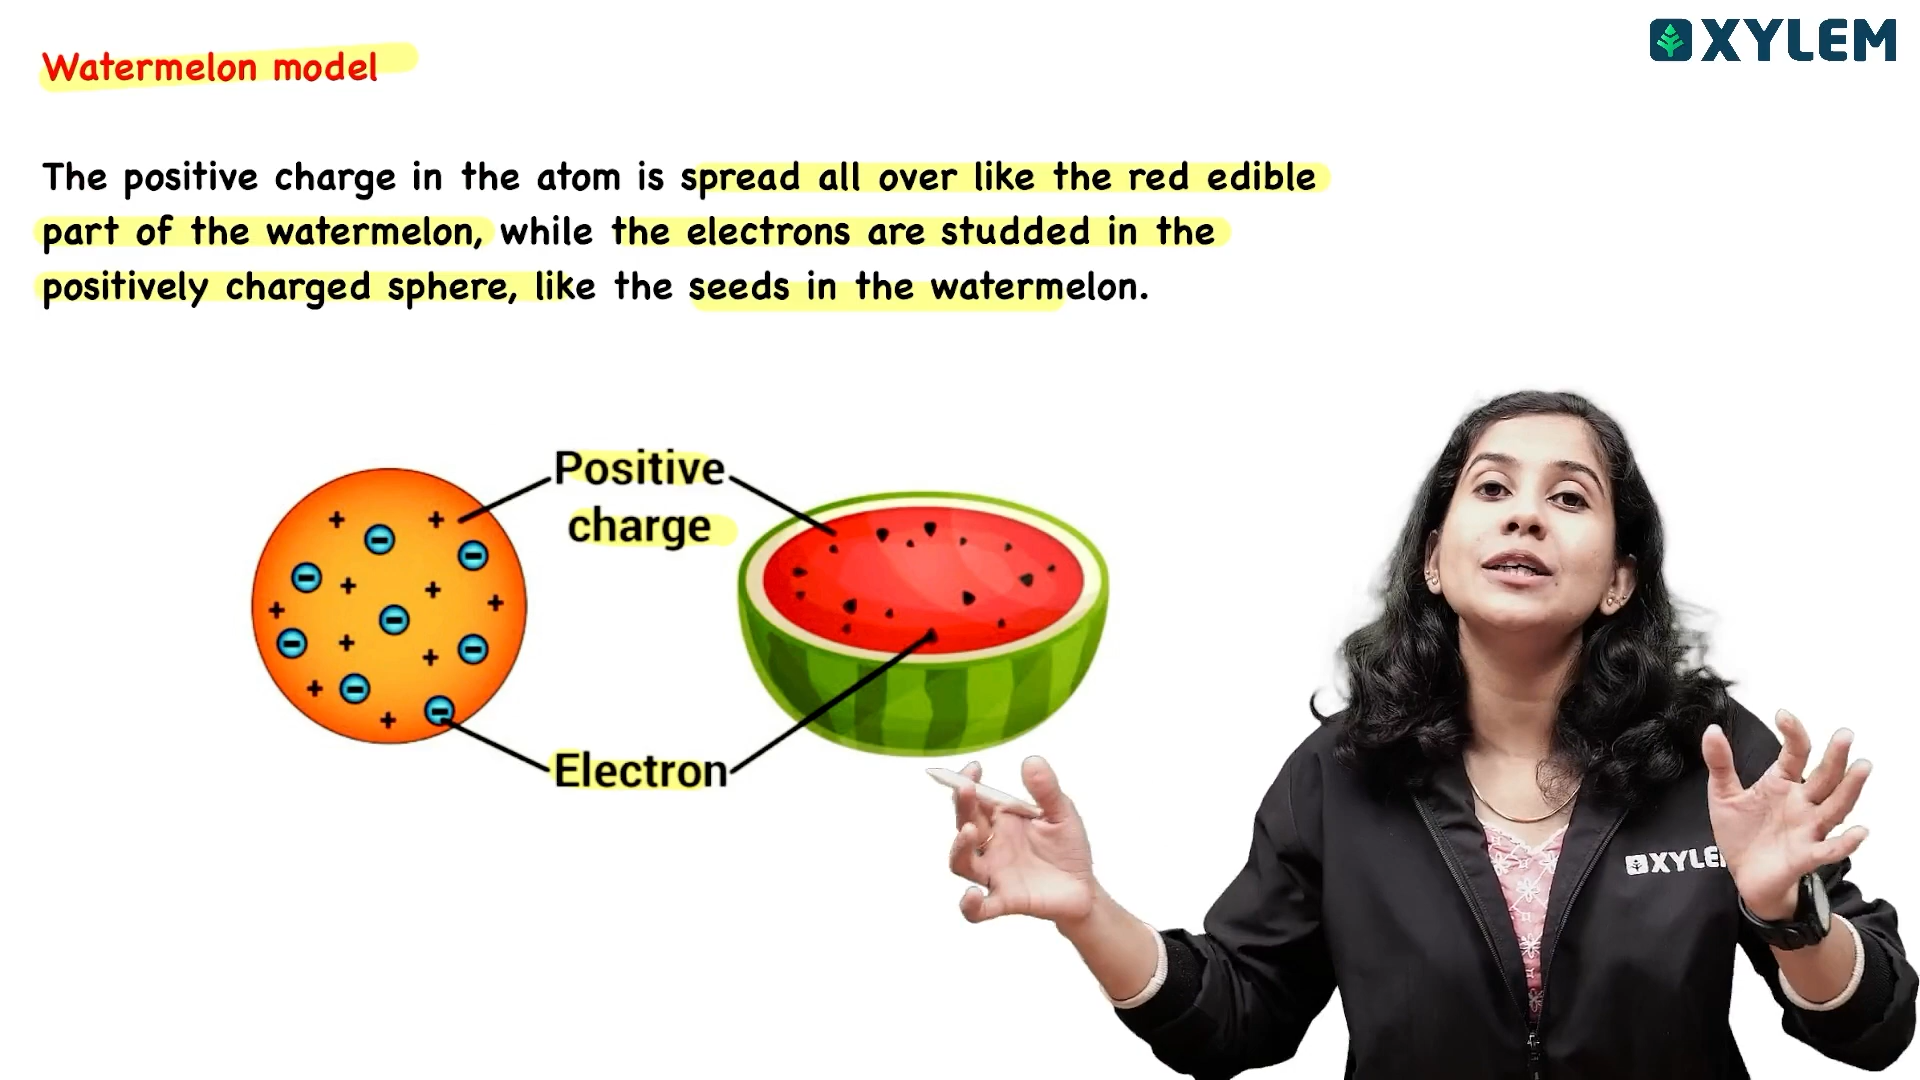 XYLEM
Watermelon model
The positive charge in the atom is spread all over like the red edible
part of the watermelon, while the electrons are studded in the
positively charged sphere, like the seeds in the watermelon.
Positive
charge
Electron
XYLE